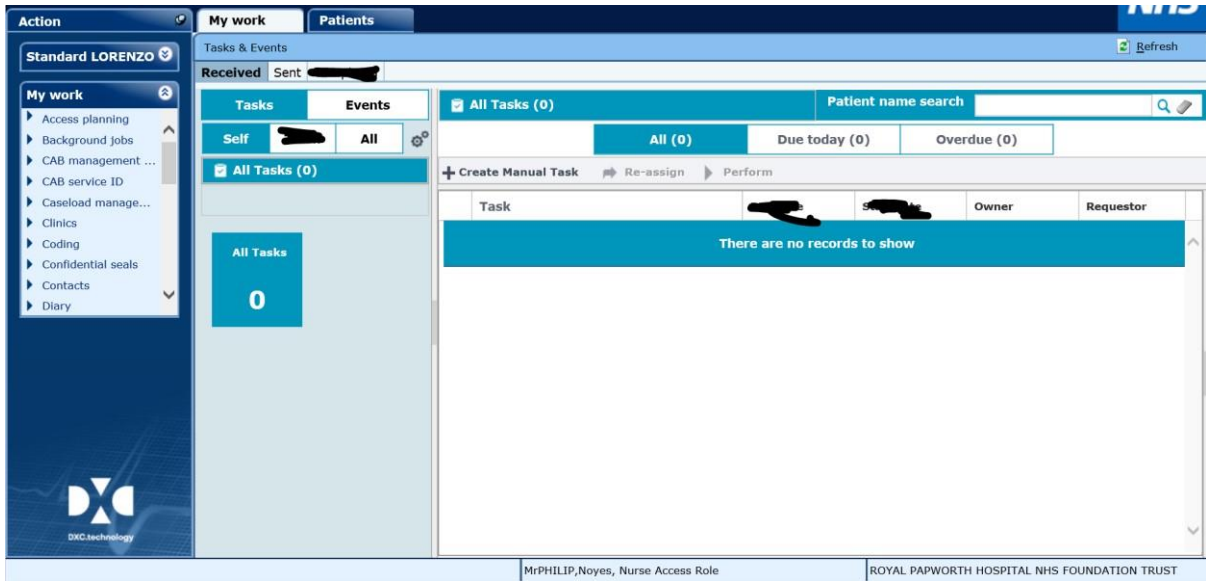 Action
My work
Patients
NHS
Standard LORENZO
Tasks & Events
Refresh
Received Sent
My work
Access planning
Background jobs
CAB management ...
CAB service ID
Caseload manage...
Clinics
Coding
Confidential seals
Contacts
Diary
Tasks Events
Self All
All Tasks (0)
All Tasks
0
All Tasks (0)
Patient name search
All (0) Due today (0) Overdue (0)
Create Manual Task Re-assign Perform
Task Owner Requestor
There are no records to show
DXC.technology
MrPHILIP,Noyes, Nurse Access Role
ROYAL PAPWORTH HOSPITAL NHS FOUNDATION TRUST